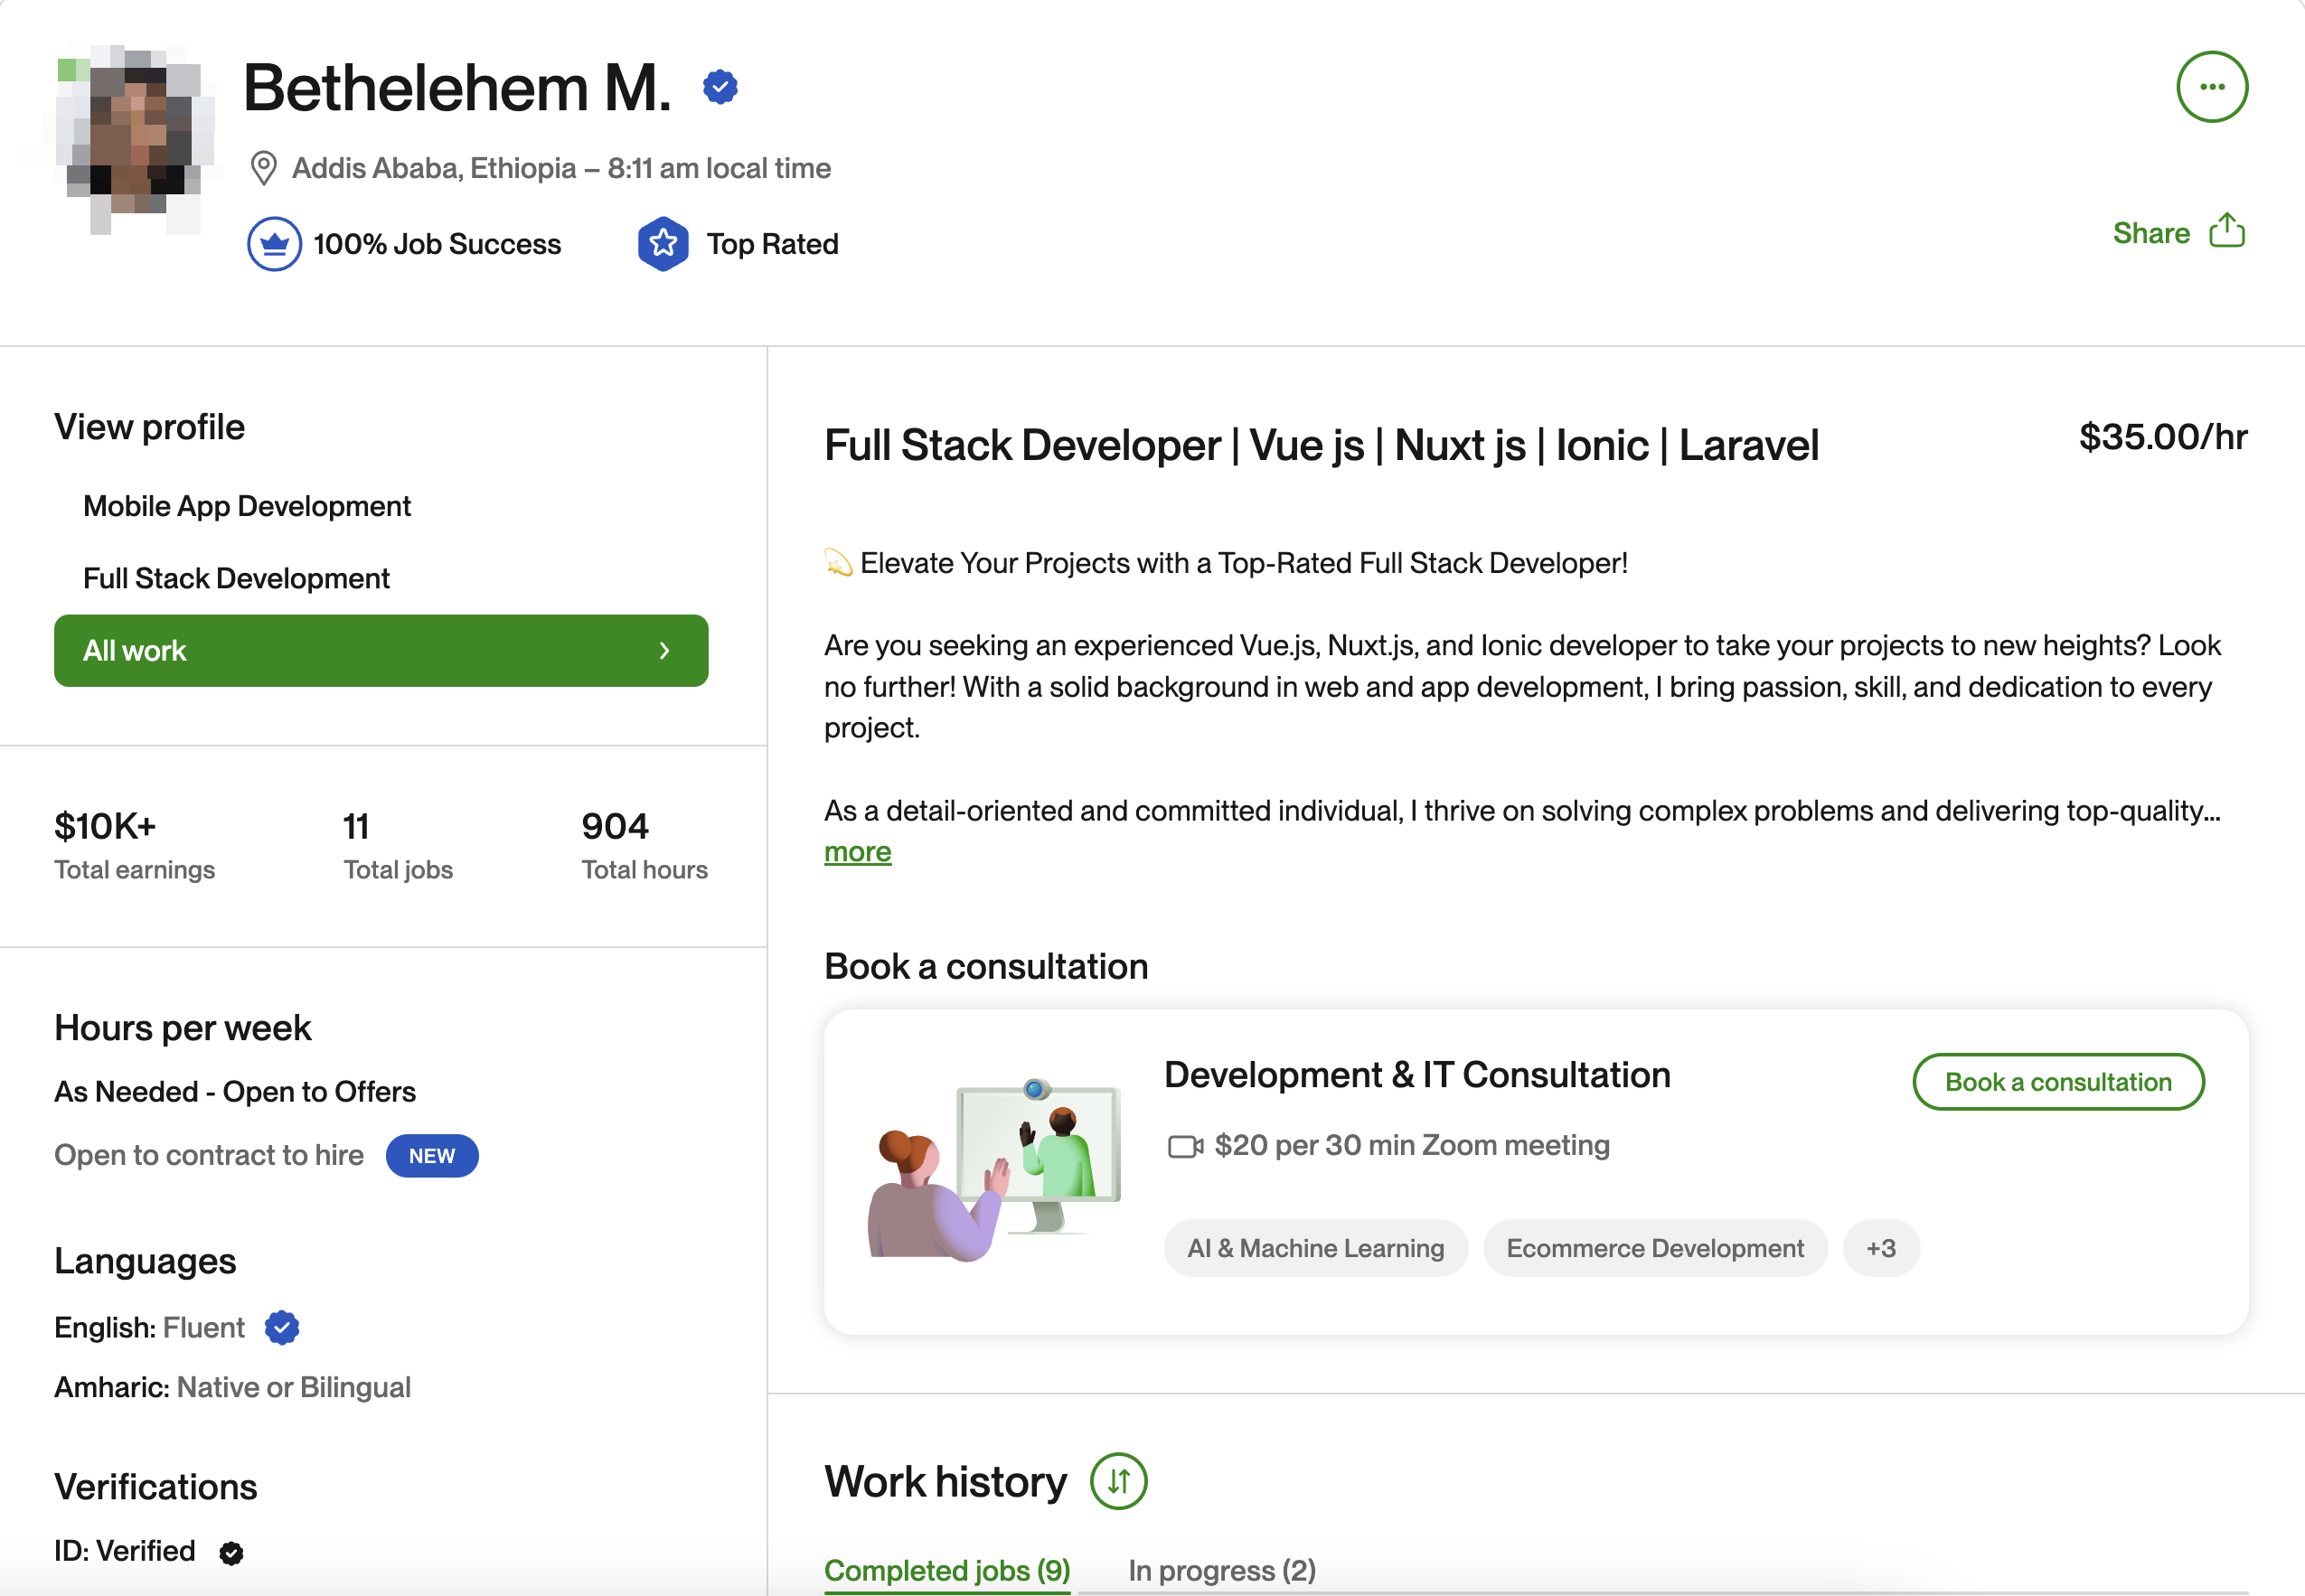 Bethelehem M.
Addis Ababa, Ethiopia – 8:11 am local time
100% Job Success
Top Rated
Share
View profile
Mobile App Development
Full Stack Development
All work
$10K+
Total earnings
11
Total jobs
904
Total hours
Hours per week
As Needed - Open to Offers
Open to contract to hire NEW
Languages
English: Fluent
Amharic: Native or Bilingual
Verifications
ID: Verified
Full Stack Developer | Vue js | Nuxt js | Ionic | Laravel
$35.00/hr
💫 Elevate Your Projects with a Top-Rated Full Stack Developer!
Are you seeking an experienced Vue.js, Nuxt.js, and Ionic developer to take your projects to new heights? Look
no further! With a solid background in web and app development, I bring passion, skill, and dedication to every
project.
As a detail-oriented and committed individual, I thrive on solving complex problems and delivering top-quality...
more
Book a consultation
Development & IT Consultation
Book a consultation
$20 per 30 min Zoom meeting
AI & Machine Learning
Ecommerce Development
+3
Work history
Completed jobs (9)
In progress (2)